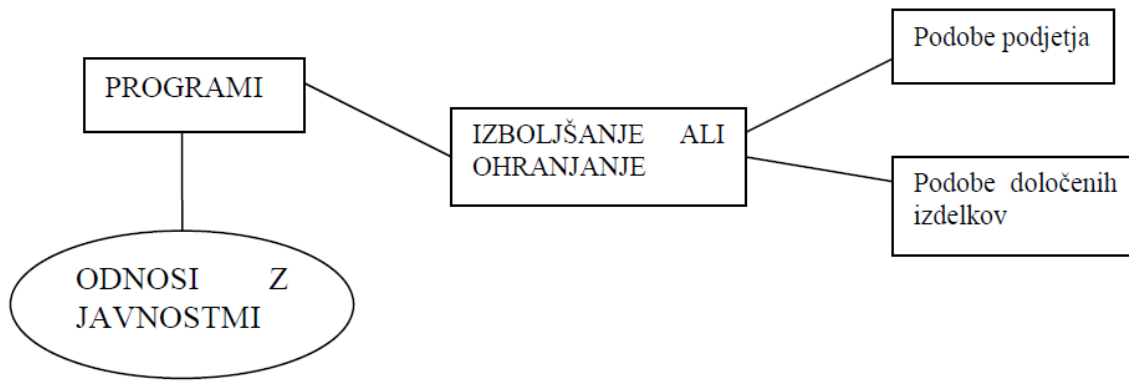 Podobe podjetja
PROGRAMI
IZBOLJŠANJE ALI
OHRANJANJE
Podobe določenih
izdelkov
ODNOSI Z
JAVNOSTMI